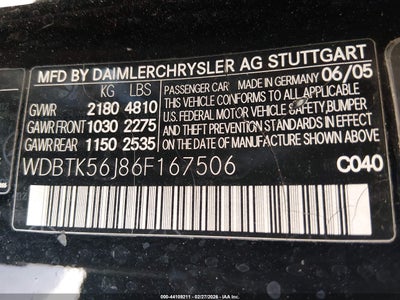 MFD BY DAIMLERCHRYSLER AG STUTTGART
KG LBS
GVWR 2180 4810
GAWR FRONT 1030 2275
GAWR REAR 1150 2535
PASSENGER CAR MADE IN GERMANY 06/05
THIS VEHICLE CONFORMS TO ALL APPLICABLE
U.S. FEDERAL MOTOR VEHICLE SAFETY, BUMPER
AND THEFT PREVENTION STANDARDS IN EFFECT
ON THE DATE OF MANUFACTURE SHOWN ABOVE
WDBTK56J86F167506 C040
000-44109211 - 02/27/2026 - IAA Holdings, LLC